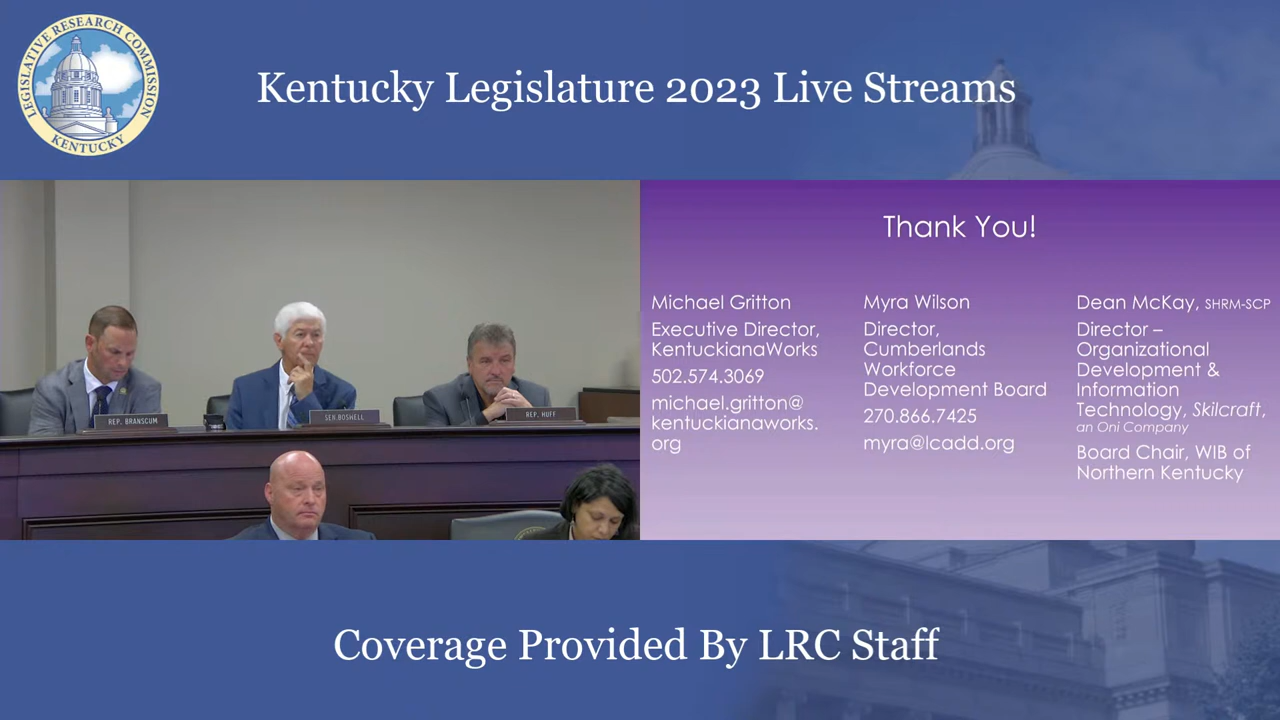 LEGISLATIVE RESEARCH COMMISSION
KENTUCKY
Kentucky Legislature 2023 Live Streams
REP. BRANSCUM
SEN. BOSWELL
REP. HUFF
Thank You!
Michael Gritton
Executive Director,
KentuckianaWorks
502.574.3069
michael.gritton@
kentuckianaworks.
org
Myra Wilson
Director,
Cumberlands
Workforce
Development Board
270.866.7425
myra@lcadd.org
Dean McKay, SHRM-SCP
Director –
Organizational
Development &
Information
Technology, Skilcraft,
an Oni Company
Board Chair, WIB of
Northern Kentucky
Coverage Provided By LRC Staff